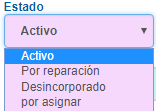 Estado
Activo
Activo
Por reparación
Desincorporado
por asignar